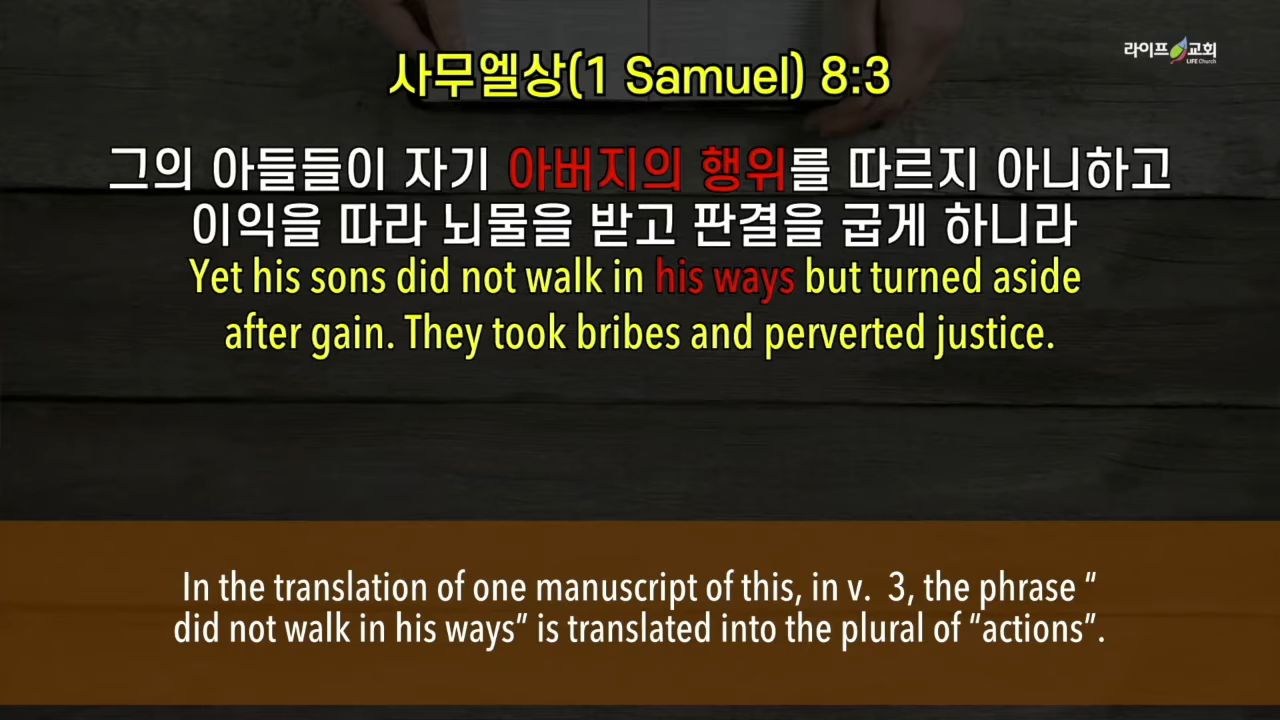 라이프교회
LIFE Church
사무엘상(1 Samuel) 8:3
그의 아들들이 자기 아버지의 행위를 따르지 아니하고
이익을 따라 뇌물을 받고 판결을 굽게 하니라
Yet his sons did not walk in his ways but turned aside
after gain. They took bribes and perverted justice.
In the translation of one manuscript of this, in v.  3, the phrase “
did not walk in his ways” is translated into the plural of “actions”.